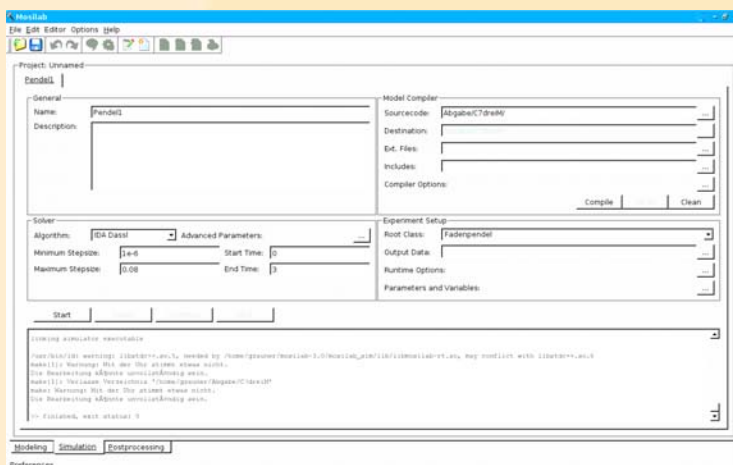 Mosilab
File Edit Editor Options Help
Project: Unnamed
Pendel1
General
Name: Pendel1
Description:
Model Compiler
Sourcecode: Abgabe/C7dreiM/
Destination:
Ext. Files:
Includes:
Compiler Options:
Compile Clean
Solver
Algorithm: IDA Dassl Advanced Parameters:
Minimum Stepsize: 1e-6 Start Time: 0
Maximum Stepsize: 0.08 End Time: 3
Experiment Setup
Root Class: Fadenpendel
Output Data:
Runtime Options:
Parameters and Variables:
Start
linking simulator executable
/usr/bin/ld: warning: libstdc++.so.5, needed by /home/grauner/mosilab-3.0/mosilab_sim/lib/libmosilab-rt.so, may conflict with libstdc++.so.6
make[1]: Warnung: Mit der Uhr stimmt etwas nicht.
Die Bearbeitung unvollständig sein.
make[1]: Verlasse Verzeichnis "/home/grauner/Abgabe/C7dreiM"
make: Warnung: Mit der Uhr stimmt etwas nicht.
Die Bearbeitung unvollständig sein.
>> finished, exit status: 0
Modeling Simulation Postprocessing
Preferences